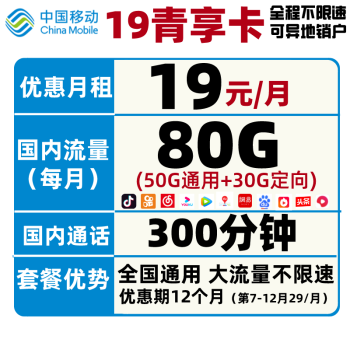 中国移动
China Mobile
19青享卡
全程不限速
可异地销户
优惠月租
19元/月
国内流量
(每月)
80G
(50G通用+30G定向)
头条
国内通话
300分钟
套餐优势
全国通用 大流量不限速
优惠期12个月(第7-12月29/月)